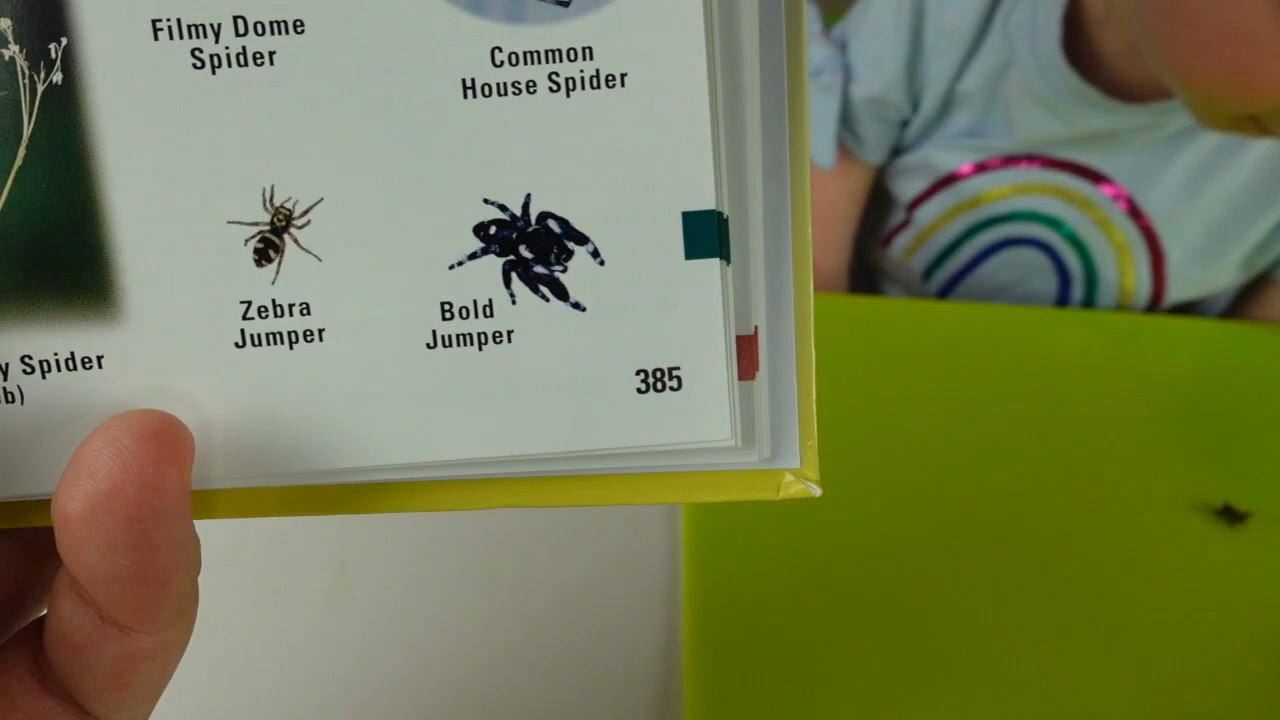 Filmy Dome
Spider
Common
House Spider
Zebra
Jumper
Bold
Jumper
y Spider
b)
385